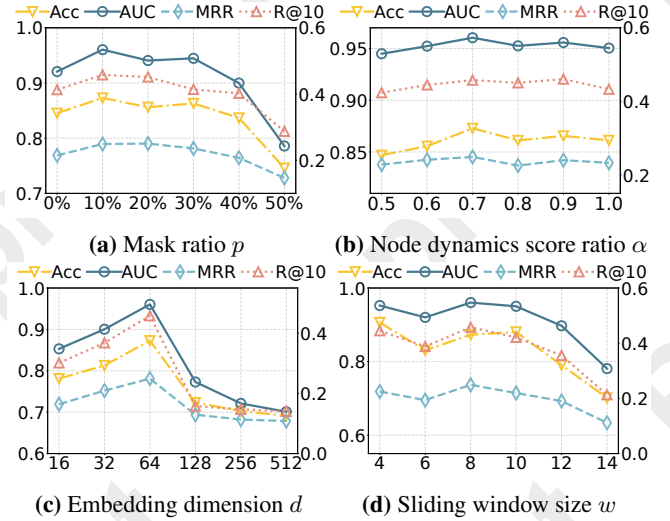 Acc AUC MRR R@10 Acc AUC MRR R@10
1.0 0.6 0.6
0.95
0.9 0.4 0.4
0.90
0.8 0.2
0.85 0.2
0.7
0% 10% 20% 30% 40% 50% 0.5 0.6 0.7 0.8 0.9 1.0
(a) Mask ratio p (b) Node dynamics score ratio α
Acc AUC MRR R@10 Acc AUC MRR R@10
1.0 1.0 0.6
0.9 0.4 0.4
0.8 0.8
0.2 0.2
0.7
0.6 0.0 0.6 0.0
16 32 64 128 256 512 4 6 8 10 12 14
(c) Embedding dimension d (d) Sliding window size w